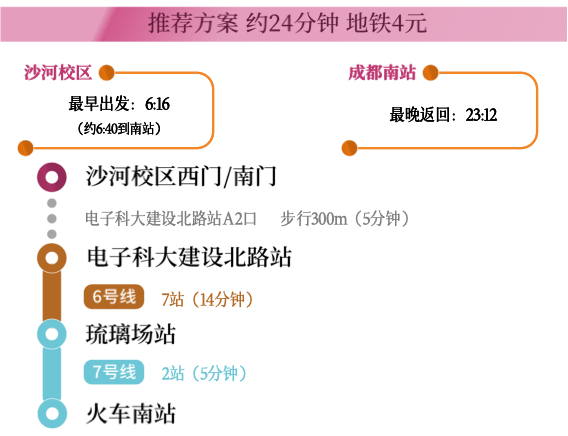 推荐方案 约24分钟 地铁4元
沙河校区
最早出发：6:16
（约6:40到南站）
成都南站
最晚返回：23:12
沙河校区西门/南门
电子科大建设北路站A2口 步行300m（5分钟）
电子科大建设北路站
6号线 7站（14分钟）
琉璃场站
7号线 2站（5分钟）
火车南站